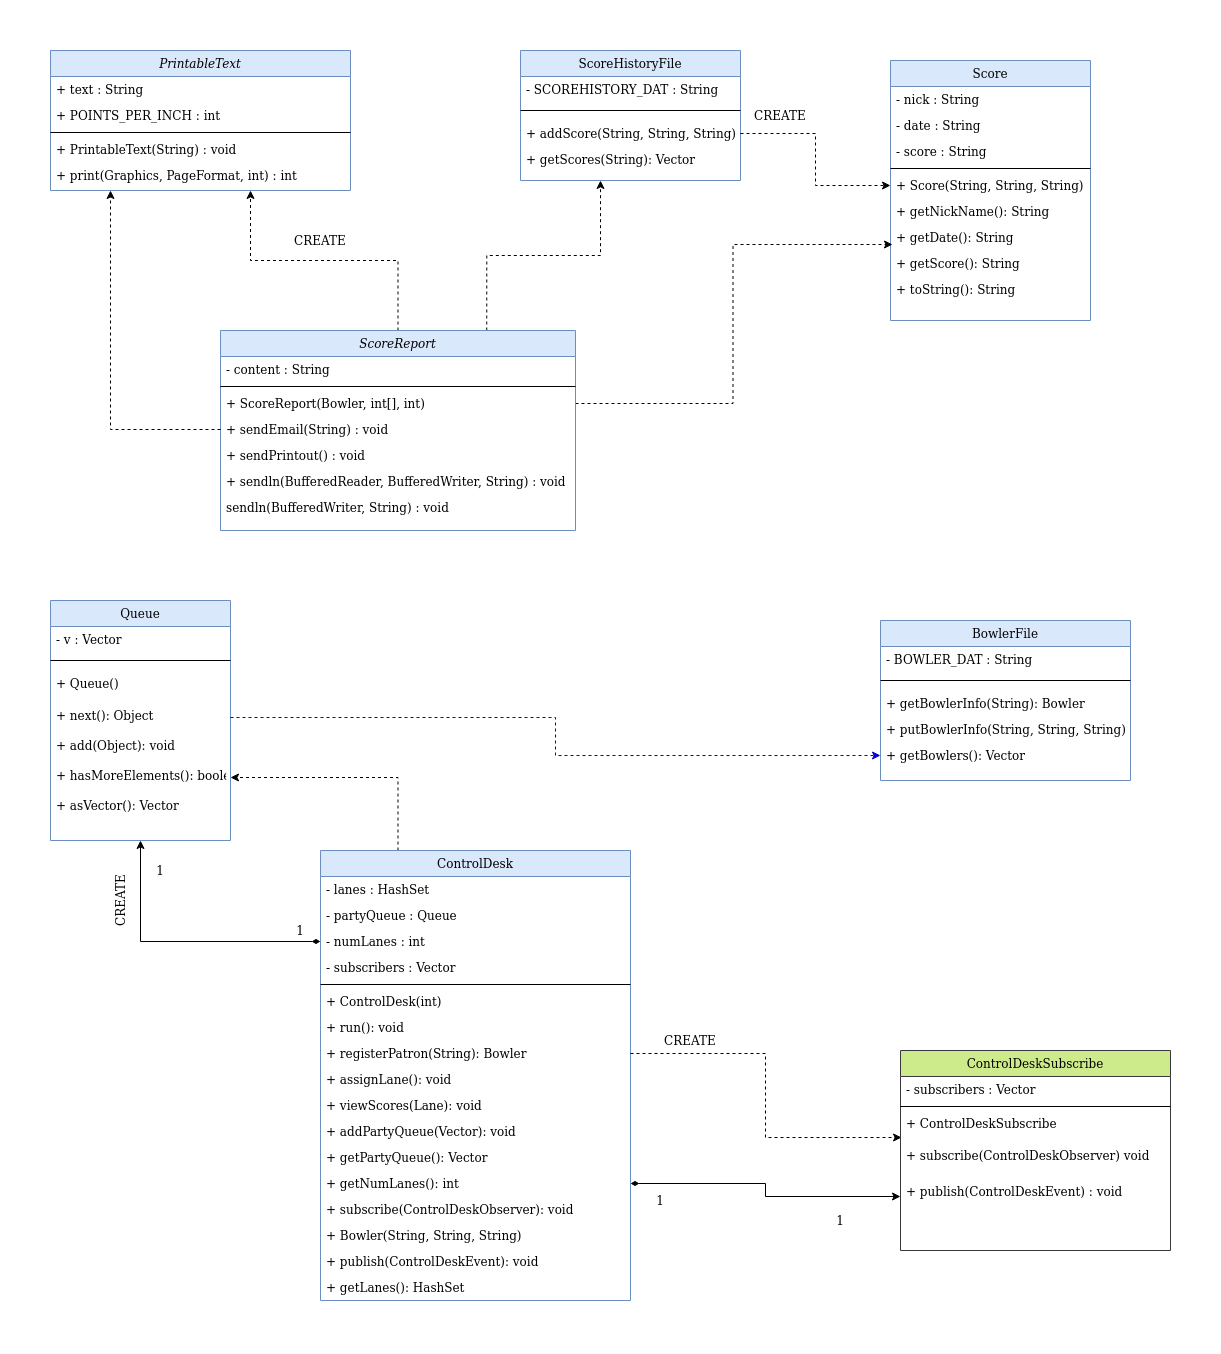 PrintableText
+ text : String
+ POINTS_PER_INCH : int
+ PrintableText(String) : void
+ print(Graphics, PageFormat, int) : int
ScoreHistoryFile
- SCOREHISTORY_DAT : String
+ addScore(String, String, String)
+ getScores(String): Vector
CREATE
Score
- nick : String
- date : String
- score : String
+ Score(String, String, String)
+ getNickName(): String
+ getDate(): String
+ getScore(): String
+ toString(): String
CREATE
ScoreReport
- content : String
+ ScoreReport(Bowler, int[], int)
+ sendEmail(String) : void
+ sendPrintout() : void
+ sendln(BufferedReader, BufferedWriter, String) : void
sendln(BufferedWriter, String) : void
Queue
- v : Vector
+ Queue()
+ next(): Object
+ add(Object): void
+ hasMoreElements(): boole
+ asVector(): Vector
BowlerFile
- BOWLER_DAT : String
+ getBowlerInfo(String): Bowler
+ putBowlerInfo(String, String, String)
+ getBowlers(): Vector
1
CREATE
1
ControlDesk
- lanes : HashSet
- partyQueue : Queue
- numLanes : int
- subscribers : Vector
+ ControlDesk(int)
+ run(): void
+ registerPatron(String): Bowler
+ assignLane(): void
+ viewScores(Lane): void
+ addPartyQueue(Vector): void
+ getPartyQueue(): Vector
+ getNumLanes(): int
+ subscribe(ControlDeskObserver): void
+ Bowler(String, String, String)
+ publish(ControlDeskEvent): void
+ getLanes(): HashSet
CREATE
1
1
ControlDeskSubscribe
- subscribers : Vector
+ ControlDeskSubscribe
+ subscribe(ControlDeskObserver) void
+ publish(ControlDeskEvent) : void